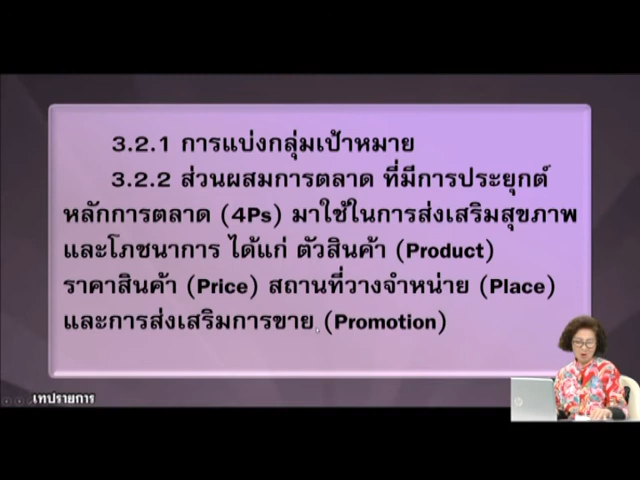 3.2.1 การแบ่งกลุ่มเป้าหมาย
3.2.2 ส่วนผสมการตลาด ที่มีการประยุกต์
หลักการตลาด (4Ps) มาใช้ในการส่งเสริมสุขภาพ
และโภชนาการ ได้แก่ ตัวสินค้า (Product)
ราคาสินค้า (Price) สถานที่วางจำหน่าย (Place)
และการส่งเสริมการขาย (Promotion)
เทปรายการ
hp